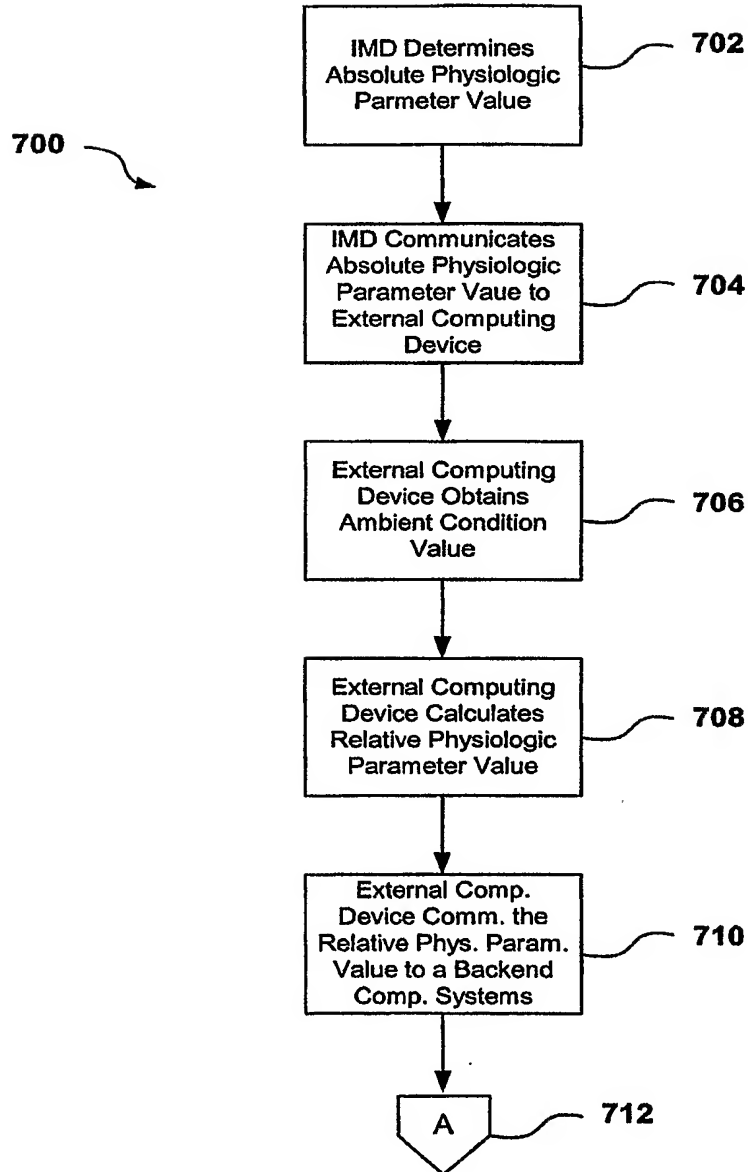 IMD Determines
Absolute Physiologic
Parmeter Value
702
700
IMD Communicates
Absolute Physiologic
Parameter Vaue to
External Computing
Device
704
External Computing
Device Obtains
Ambient Condition
Value
706
External Computing
Device Calculates
Relative Physiologic
Parameter Value
708
External Comp.
Device Comm. the
Relative Phys. Param.
Value to a Backend
Comp. Systems
710
A
712